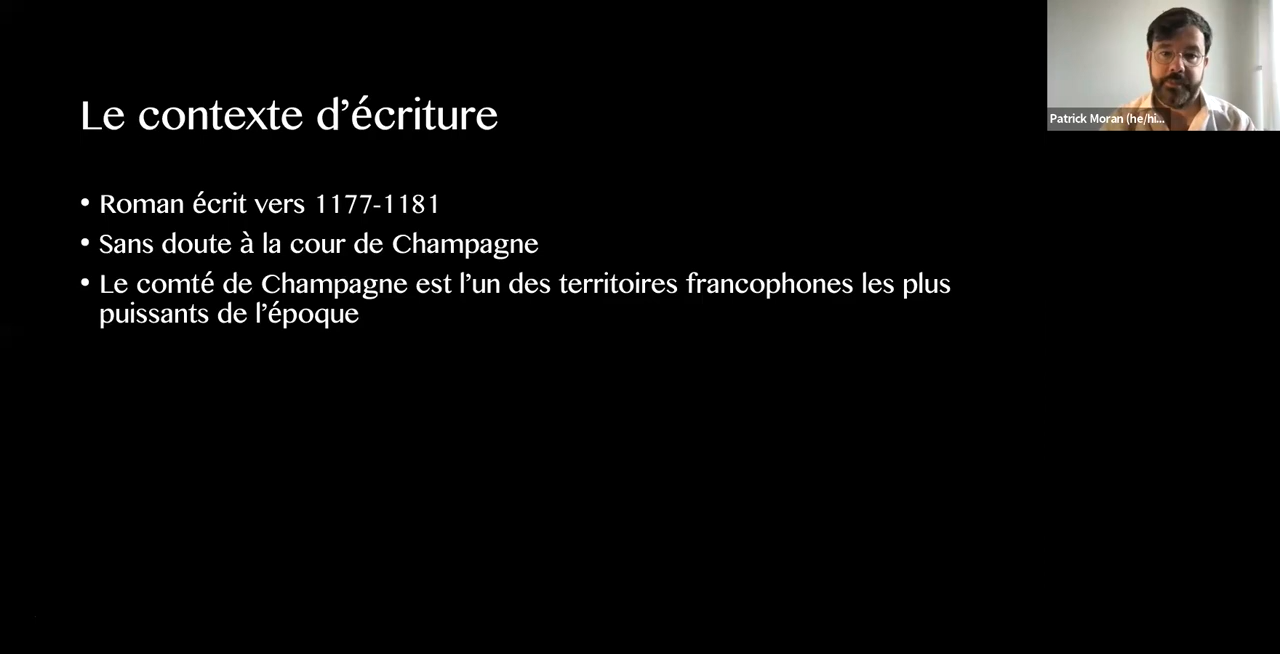 Le contexte d’écriture
• Roman écrit vers 1177-1181
• Sans doute à la cour de Champagne
• Le comté de Champagne est l’un des territoires francophones les plus
puissants de l’époque
Patrick Moran (he/hi...